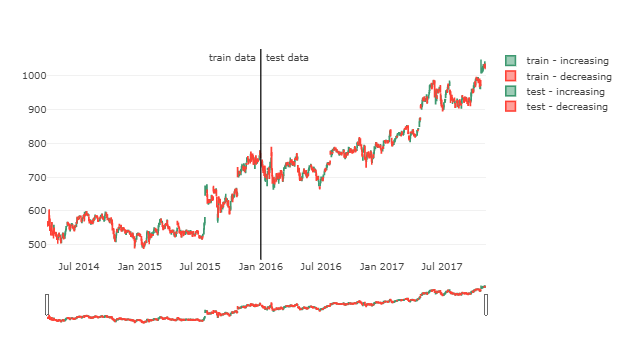 train data test data
train - increasing
train - decreasing
test - increasing
test - decreasing
1000
900
800
700
600
500
Jul 2014 Jan 2015 Jul 2015 Jan 2016 Jul 2016 Jan 2017 Jul 2017